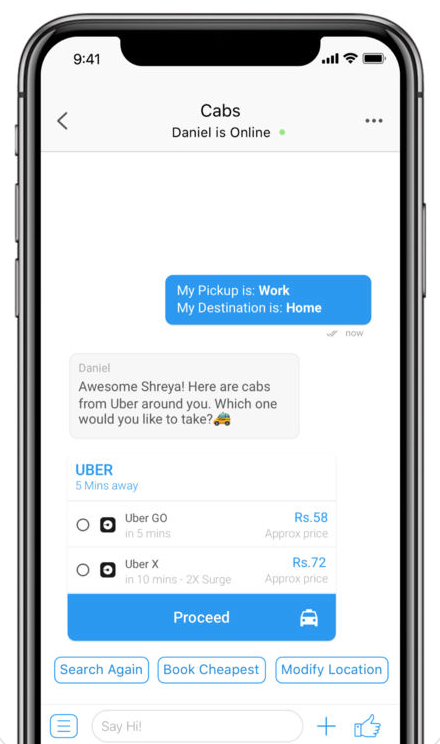 9:41
Cabs
Daniel is Online
My Pickup is: Work
My Destination is: Home
now
Daniel
Awesome Shreya! Here are cabs
from Uber around you. Which one
would you like to take?🚖
UBER
5 Mins away
Uber GO
Rs.58
in 5 mins
Approx price
Uber X
Rs.72
in 10 mins - 2X Surge
Approx price
Proceed
Search Again
Book Cheapest
Modify Location
Say Hi!